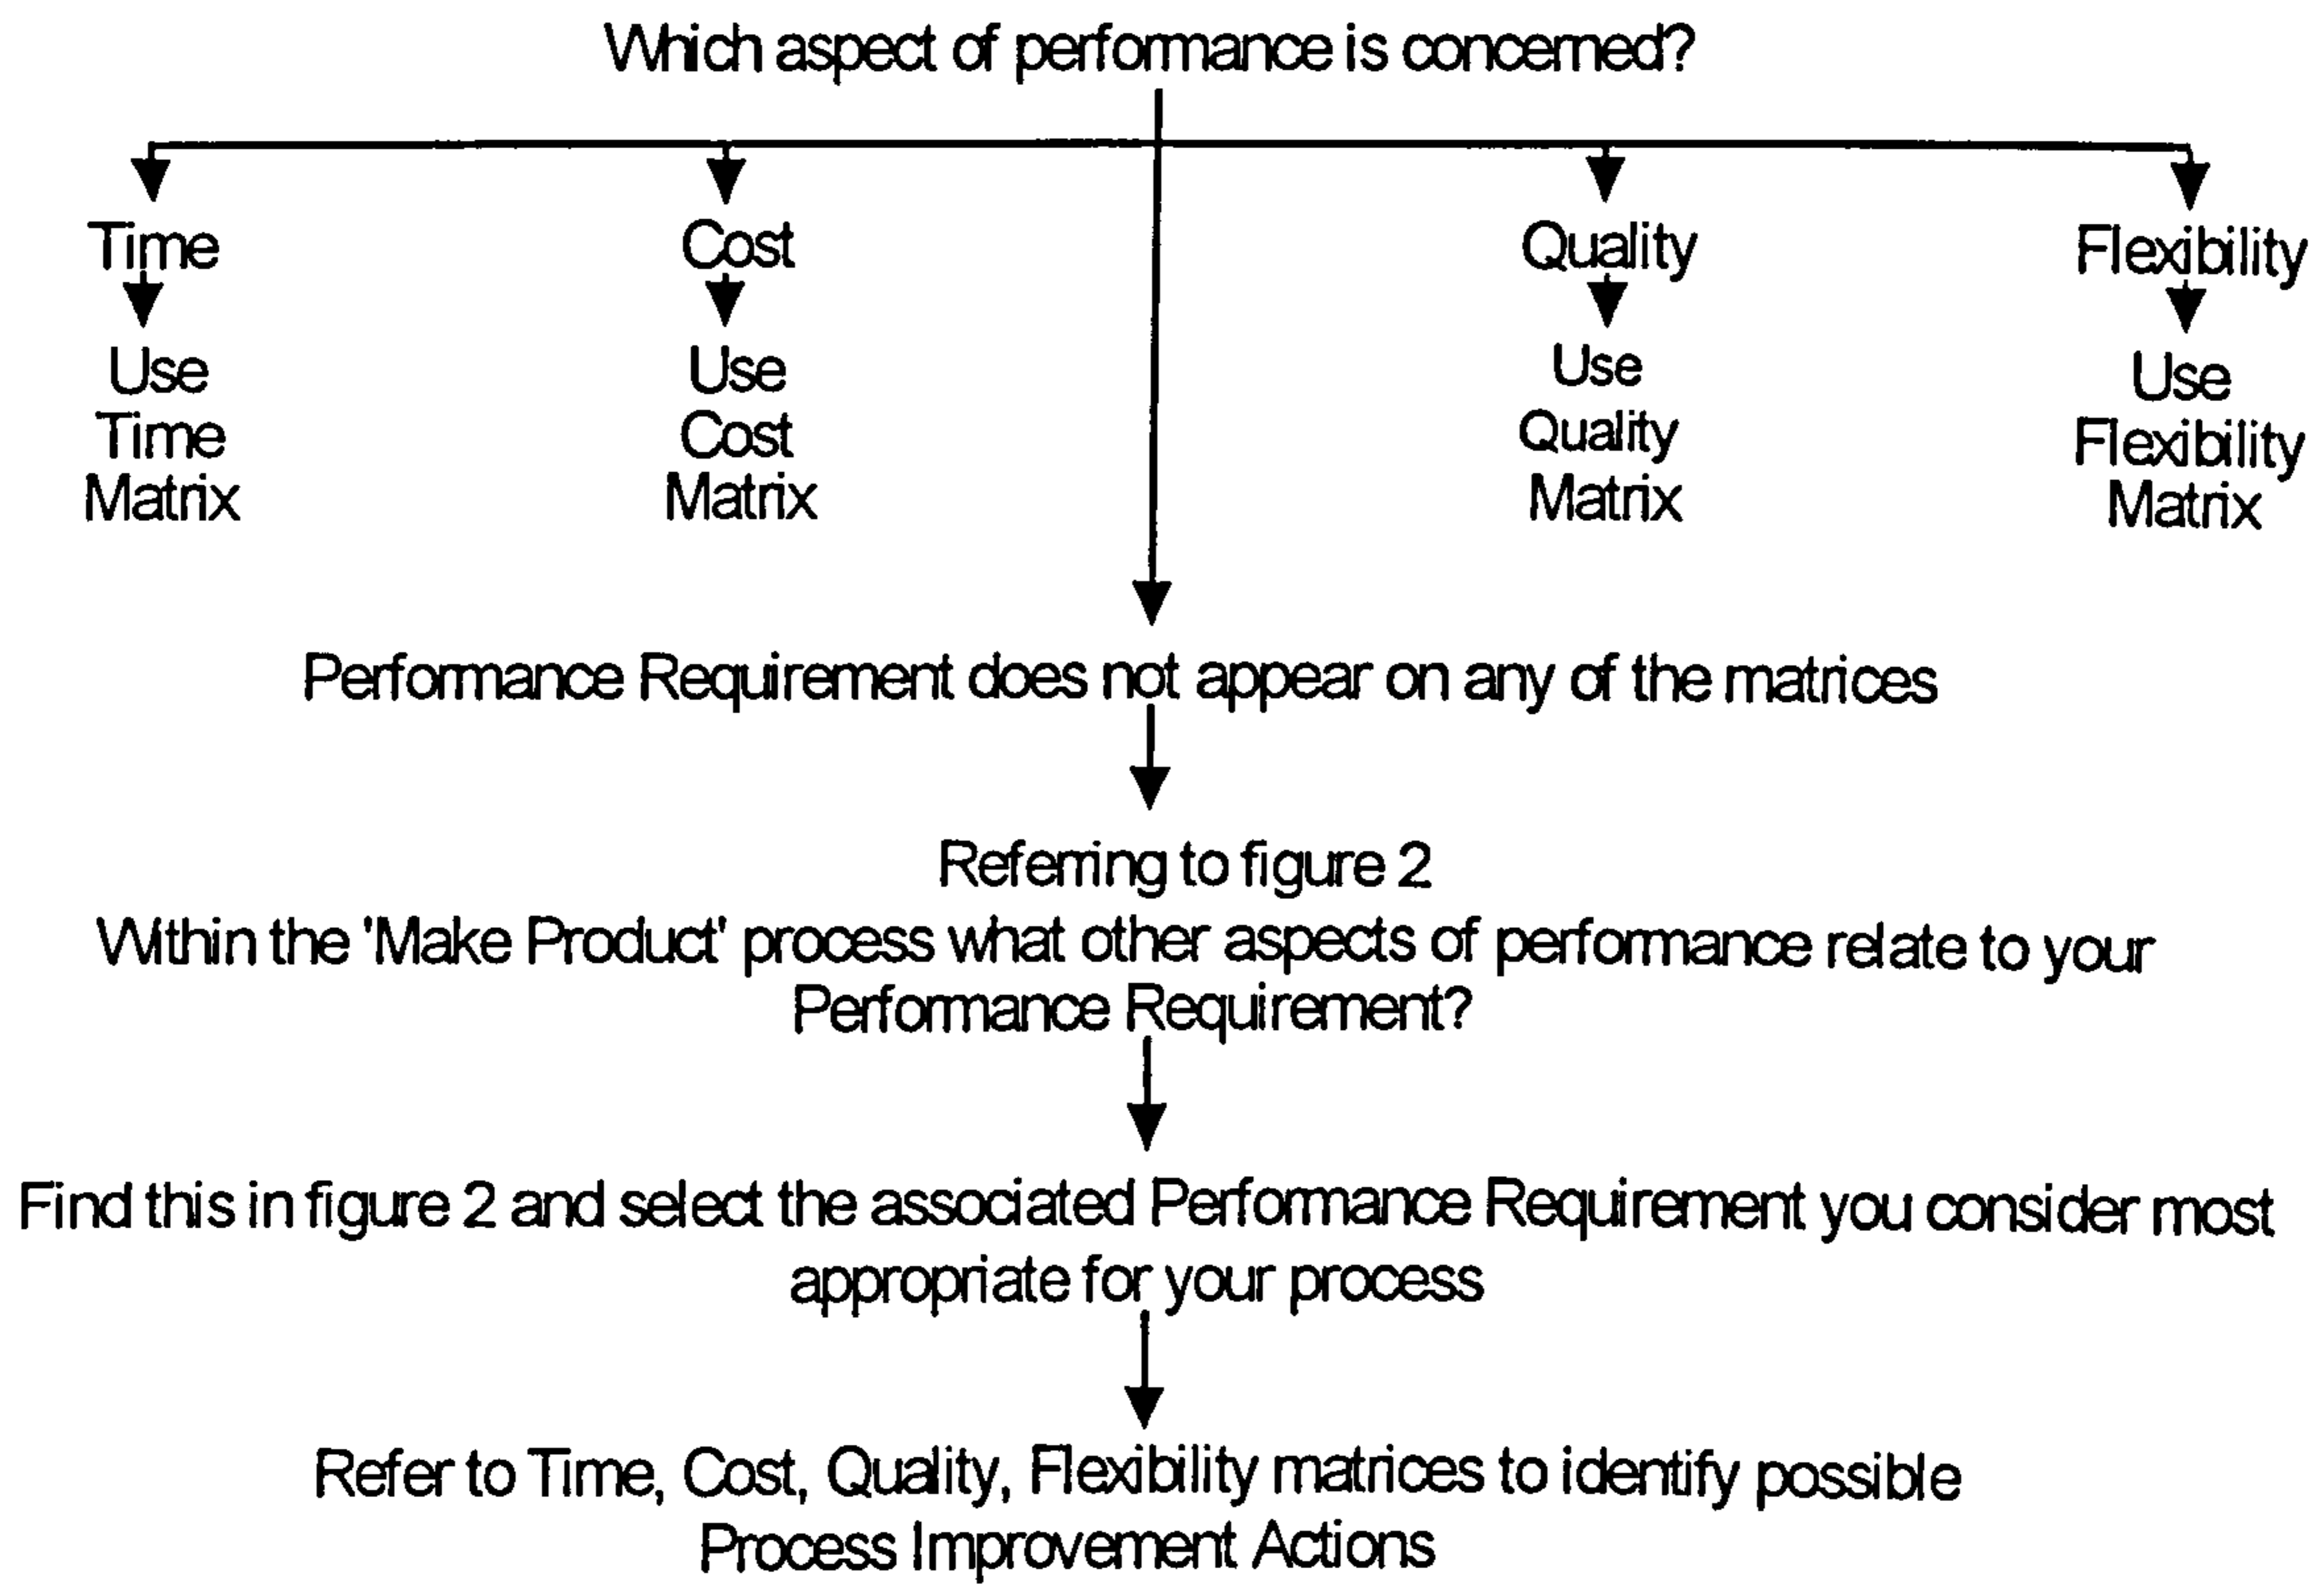 Which aspect of performance is concerned?
Time
Cost
Quality
Flexibility
Use
Time
Matrix
Use
Cost
Matrix
Use
Quality
Matrix
Use
Flexibility
Matrix
Performance Requirement does not appear on any of the matrices
Referring to figure 2
Within the 'Make Product' process what other aspects of performance relate to your
Performance Requirement?
Find this in figure 2 and select the associated Performance Requirement you consider most
appropriate for your process
Refer to Time, Cost, Quality, Flexibility matrices to identify possible
Process Improvement Actions